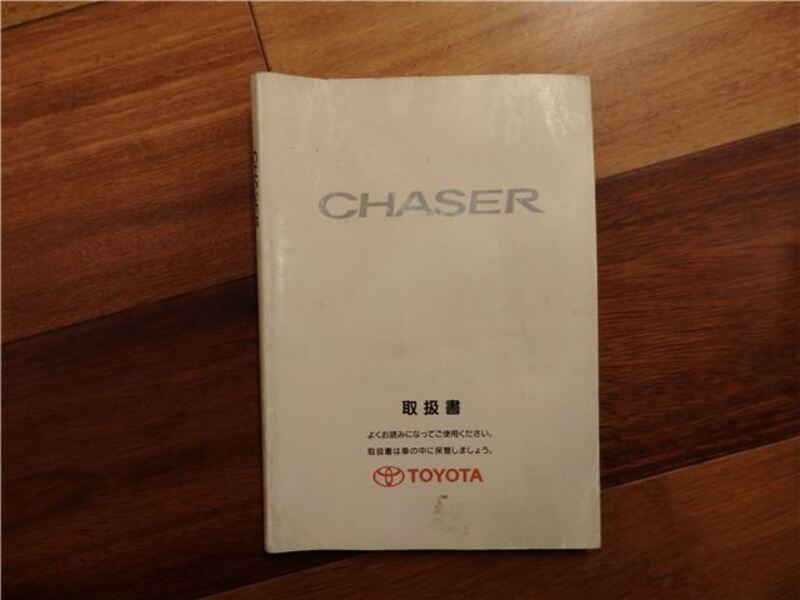 CHASER
CHASER
取扱書
よくお読みになってご使用ください。
取扱書は車の中に保管しましょう。
TOYOTA